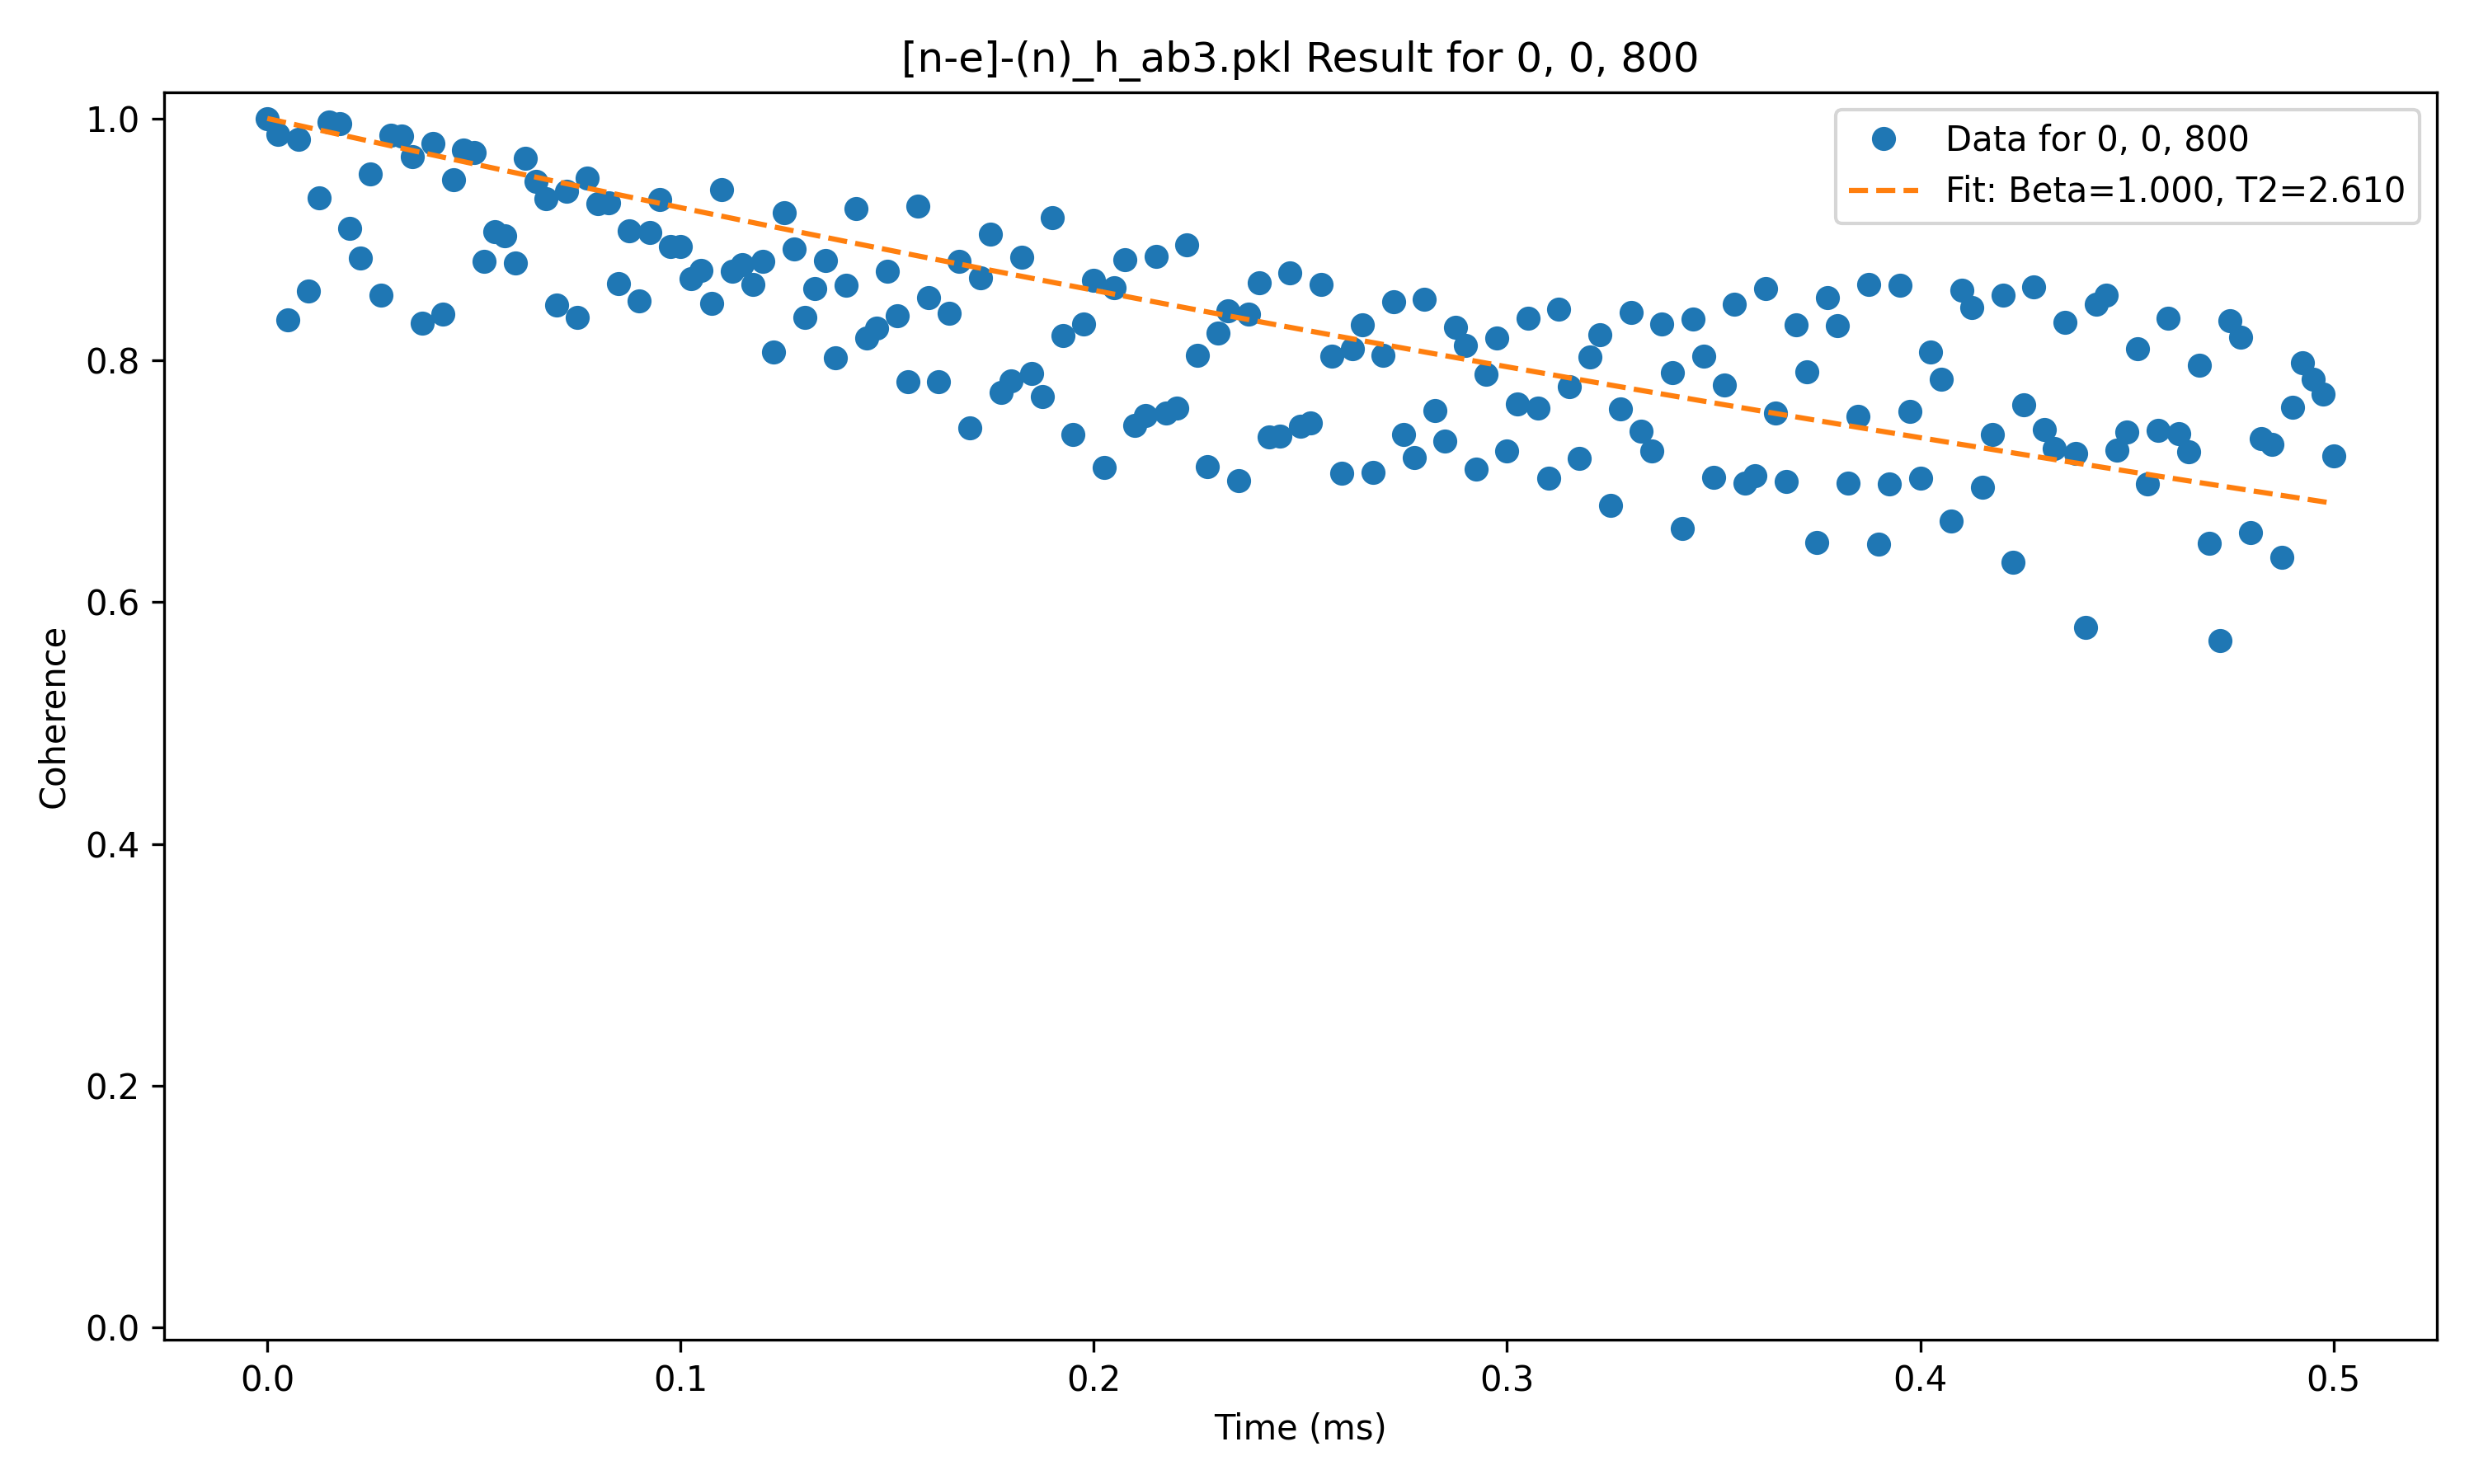 [n-e]-(n)_h_ab3.pkl Result for 0, 0, 800
Data for 0, 0, 800
Fit: Beta=1.000, T2=2.610
Coherence
1.0
0.8
0.6
0.4
0.2
0.0
0.0 0.1 0.2 0.3 0.4 0.5
Time (ms)